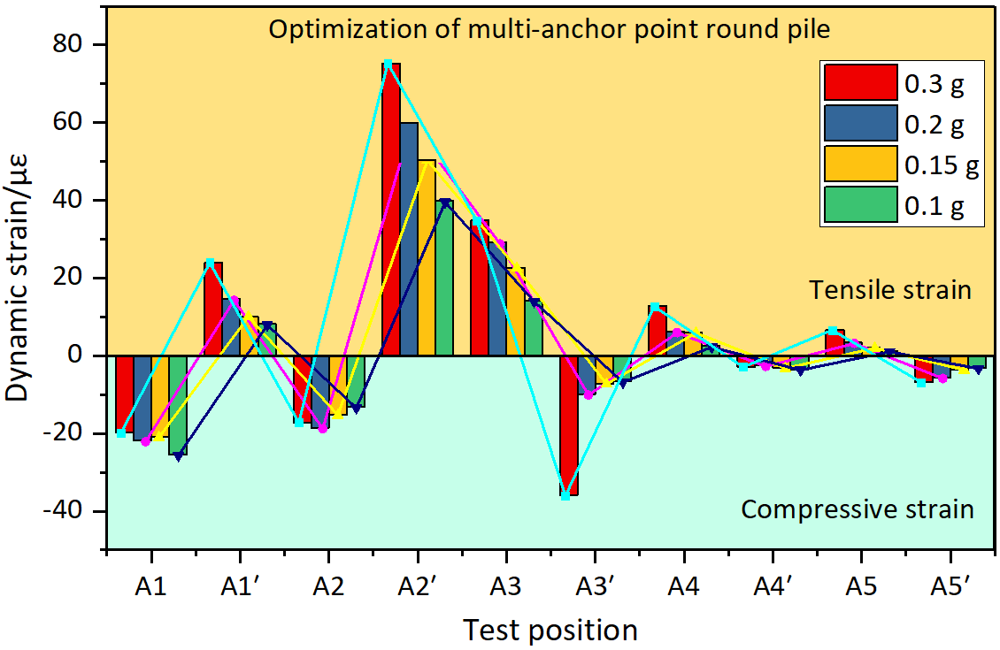 Optimization of multi-anchor point round pile
0.3 g
0.2 g
0.15 g
0.1 g
Tensile strain
Compressive strain
Dynamic strain/με
80
60
40
20
0
-20
-40
A1 A1′ A2 A2′ A3 A3′ A4 A4′ A5 A5′
Test position